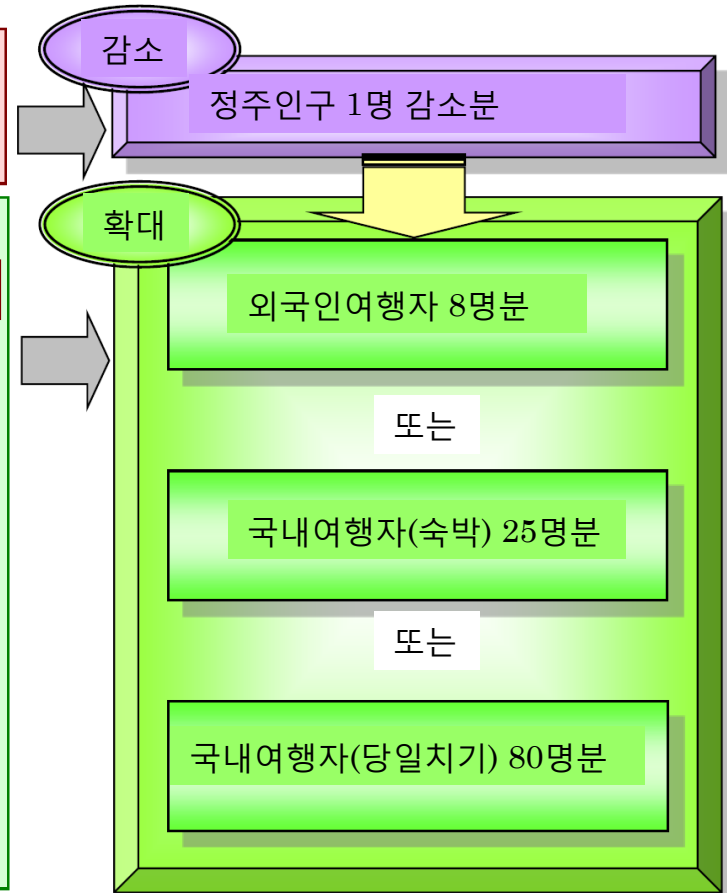 감소
정주인구 1명 감소분
확대
외국인여행자 8명분
또는
국내여행자(숙박) 25명분
또는
국내여행자(당일치기) 80명분